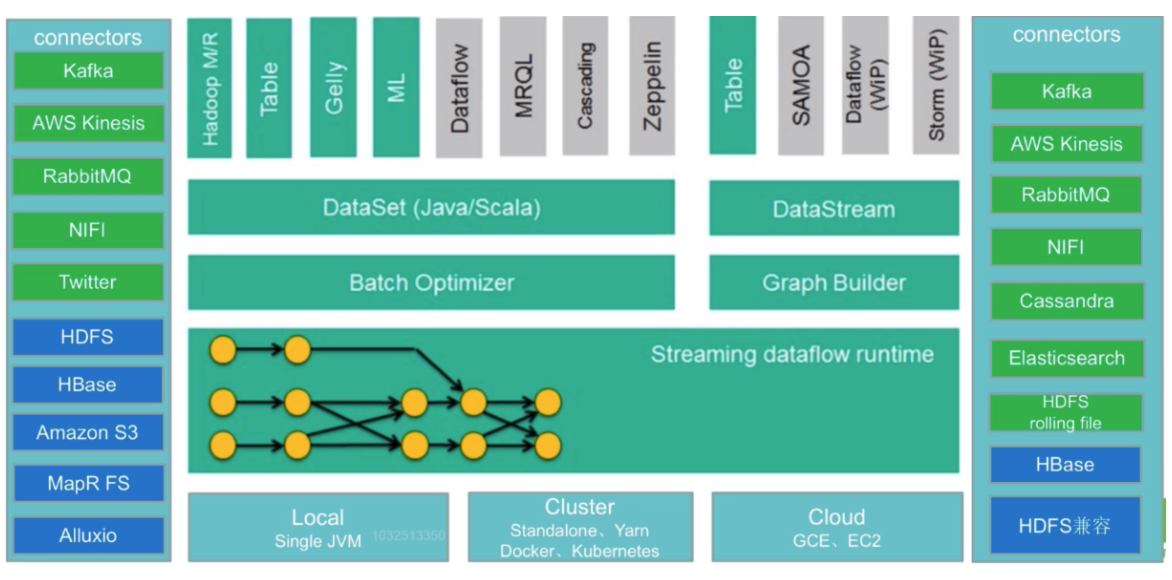 connectors
Kafka
AWS Kinesis
RabbitMQ
NIFI
Twitter
HDFS
HBase
Amazon S3
MapR FS
Alluxio
Hadoop M/R
Table
Gelly
ML
Dataflow
MRQL
Cascading
Zeppelin
Table
SAMOA
Dataflow
(WiP)
Storm (WiP)
DataSet (Java/Scala)
DataStream
Batch Optimizer
Graph Builder
Streaming dataflow runtime
Local
Single JVM
1032513350
Cluster
Standalone、Yarn
Docker、Kubernetes
Cloud
GCE、EC2
connectors
Kafka
AWS Kinesis
RabbitMQ
NIFI
Cassandra
Elasticsearch
HDFS
rolling file
HBase
HDFS兼容